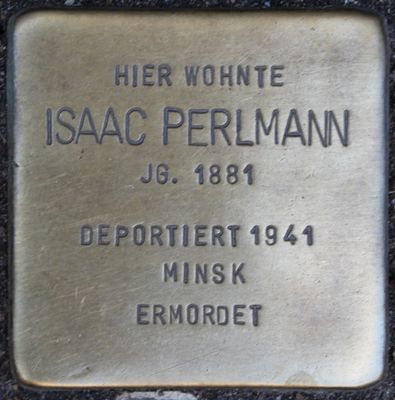 HIER WOHNTE
ISAAC PERLMANN
JG. 1881
DEPORTIERT 1941
MINSK
ERMORDET